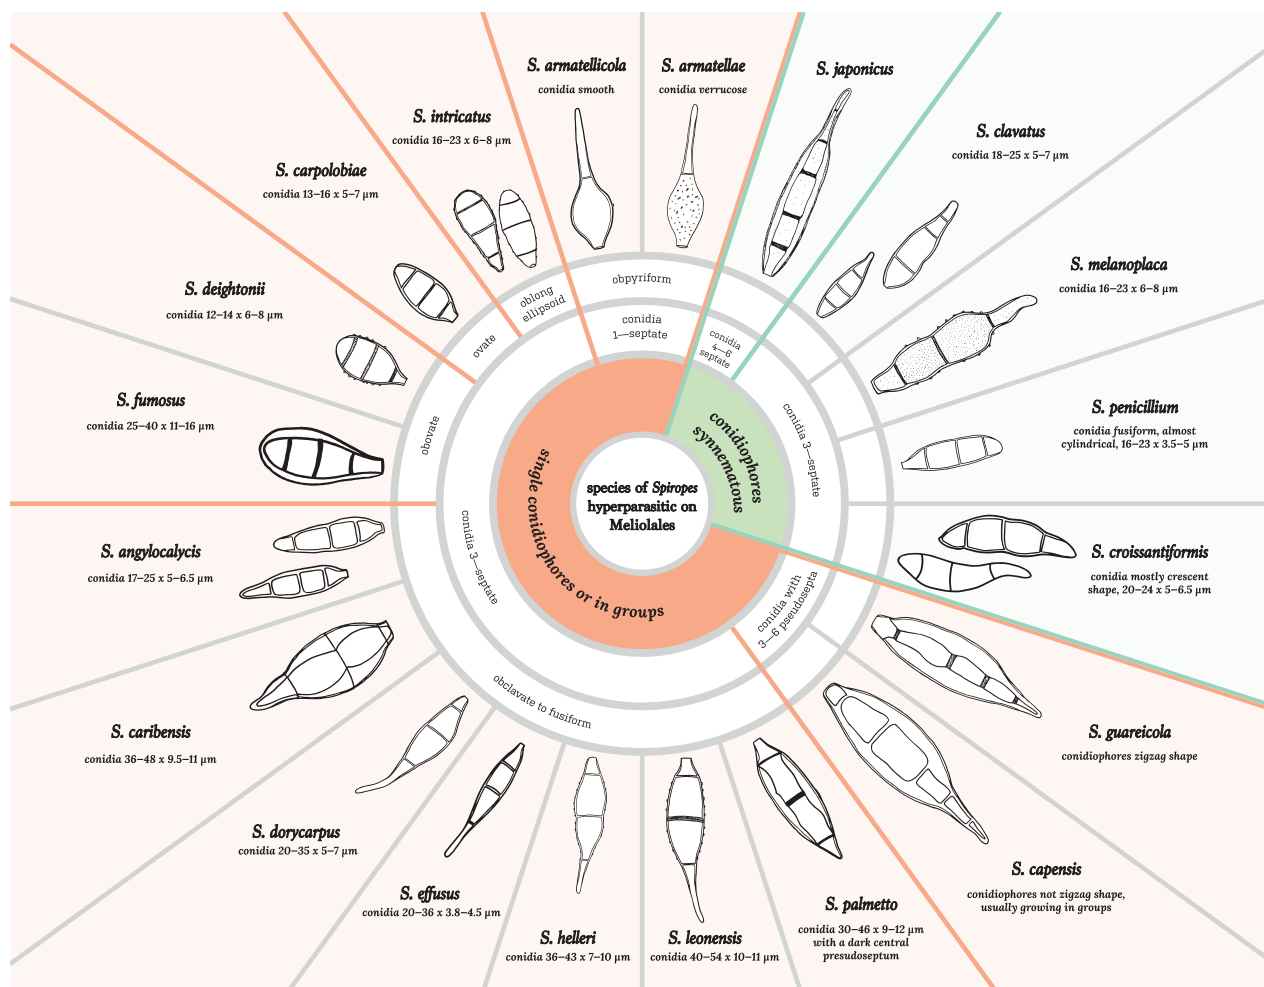 S. armatellicola
conidia smooth
S. armatellae
conidia verrucose
S. japonicus
S. clavatus
conidia 18–25 x 5–7 µm
S. melanoplaca
conidia 16–23 x 6–8 µm
S. penicillium
conidia fusiform, almost
cylindrical, 16–23 x 3.5–5 µm
S. croissantiformis
conidia mostly crescent
shape, 20–24 x 5–6.5 µm
S. guareicola
conidiophores zigzag shape
S. capensis
conidiophores not zigzag shape,
usually growing in groups
S. palmetto
conidia 30–46 x 9–12 µm
with a dark central
presudoseptum
S. leonensis
conidia 40–54 x 10–11 µm
S. helleri
conidia 36–43 x 7–10 µm
S. effusus
conidia 20–36 x 3.8–4.5 µm
S. dorycarpus
conidia 20–35 x 5–7 µm
S. caribensis
conidia 36–48 x 9.5–11 µm
S. angylocalycis
conidia 17–25 x 5–6.5 µm
S. fumosus
conidia 25–40 x 11–16 µm
S. deightonii
conidia 12–14 x 6–8 µm
S. carpolobiae
conidia 13–16 x 5–7 µm
S. intricatus
conidia 16–23 x 6–8 µm
obpyriform
oblong
ellipsoid
ovate
obovate
obclavate to fusiform
conidia
1—septate
conidia
4—6
septate
conidia 3—septate
conidia with
3—6 pseudosepta
conidia 3—septate
conidiophores
synnematous
single conidiophores or in groups
species of Spiropes
hyperparasitic on
Meliolales